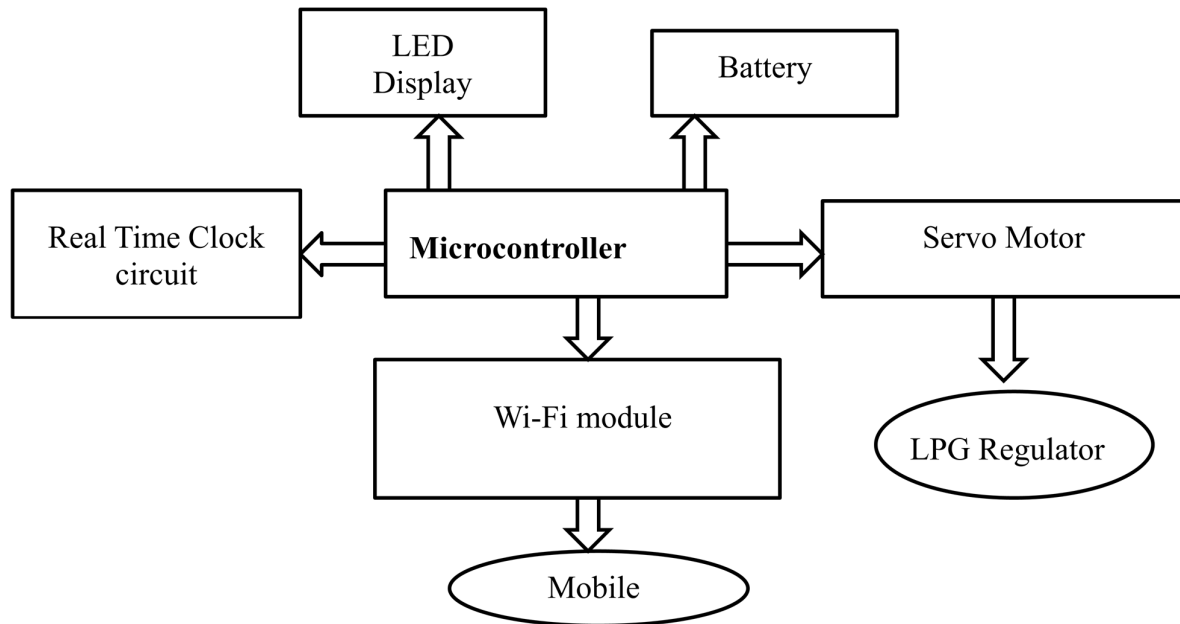 LED
Display
Battery
Real Time Clock
circuit
Microcontroller
Servo Motor
Wi-Fi module
LPG Regulator
Mobile